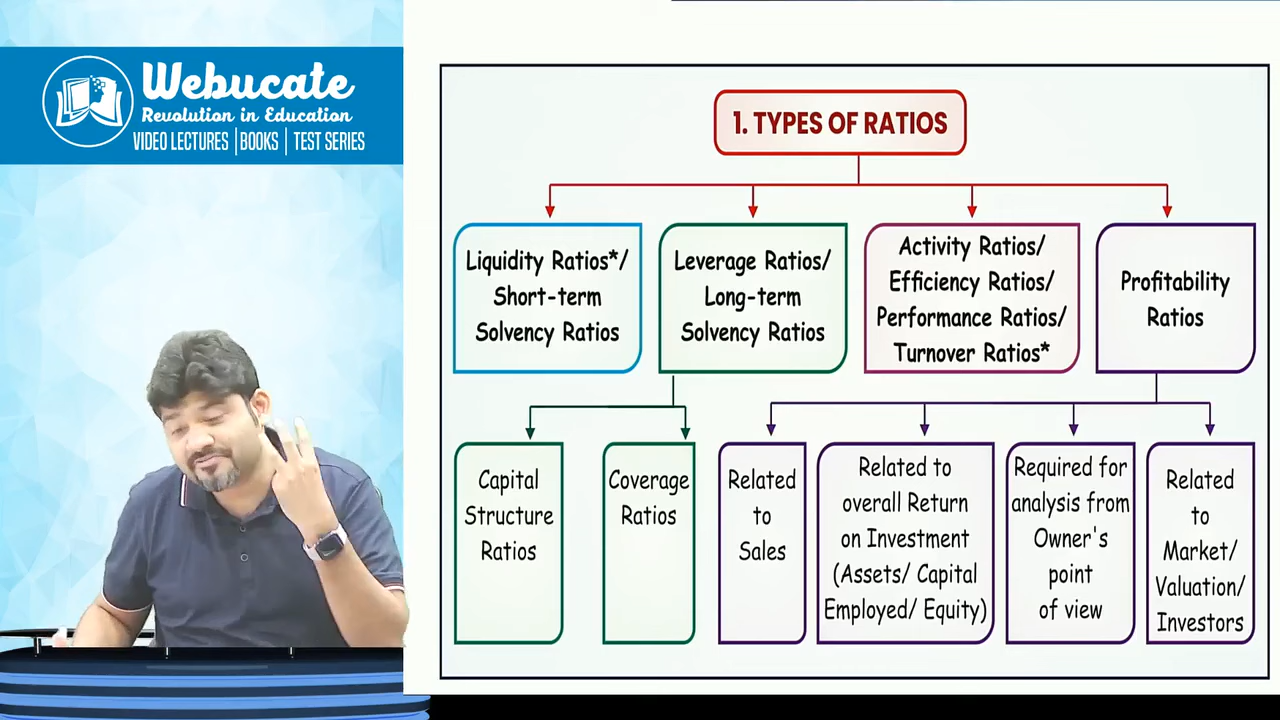 Webucate
Revolution in Education
VIDEO LECTURES | BOOKS | TEST SERIES
1. TYPES OF RATIOS
Liquidity Ratios*/
Short-term
Solvency Ratios
Leverage Ratios/
Long-term
Solvency Ratios
Activity Ratios/
Efficiency Ratios/
Performance Ratios/
Turnover Ratios*
Profitability
Ratios
Capital
Structure
Ratios
Coverage
Ratios
Related
to
Sales
Related to
overall Return
on Investment
(Assets/ Capital
Employed/ Equity)
Required for
analysis from
Owner's
point
of view
Related
to
Market/
Valuation/
Investors